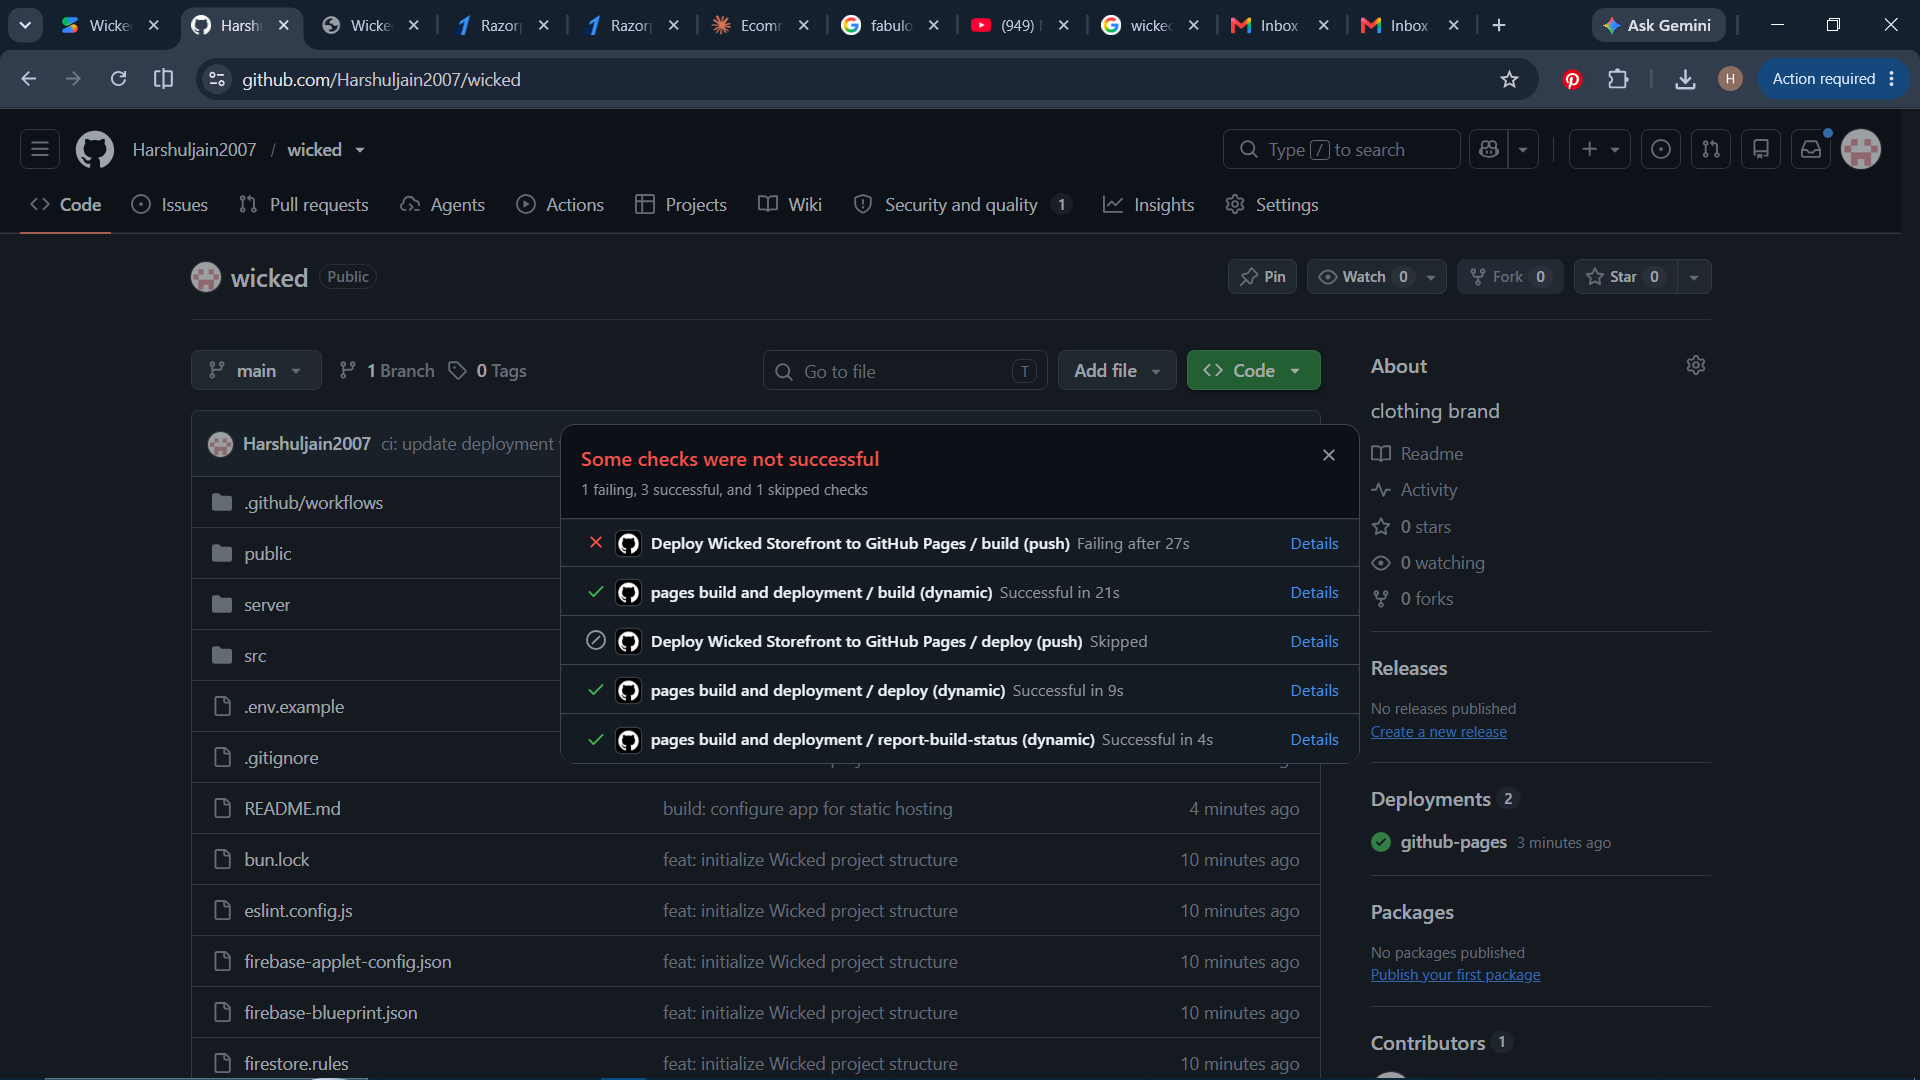 Wicke
Harsh
Wicke
Razorp
Razorp
Ecomr
fabulo
(949)
wicked
Inbox
Inbox
Ask Gemini
github.com/Harshuljain2007/wicked
H
Action required
Harshuljain2007 / wicked
Type / to search
Code
Issues
Pull requests
Agents
Actions
Projects
Wiki
Security and quality 1
Insights
Settings
wicked Public
Pin
Watch 0
Fork 0
Star 0
main
1 Branch
0 Tags
Go to file T
Add file
Code
About
clothing brand
Readme
Activity
0 stars
0 watching
0 forks
Harshuljain2007 ci: update deployment
.github/workflows
public
server
src
.env.example
.gitignore
Some checks were not successful
1 failing, 3 successful, and 1 skipped checks
Deploy Wicked Storefront to GitHub Pages / build (push) Failing after 27s Details
pages build and deployment / build (dynamic) Successful in 21s Details
Deploy Wicked Storefront to GitHub Pages / deploy (push) Skipped Details
pages build and deployment / deploy (dynamic) Successful in 9s Details
pages build and deployment / report-build-status (dynamic) Successful in 4s Details
README.md build: configure app for static hosting 4 minutes ago
bun.lock feat: initialize Wicked project structure 10 minutes ago
eslint.config.js feat: initialize Wicked project structure 10 minutes ago
firebase-applet-config.json feat: initialize Wicked project structure 10 minutes ago
firebase-blueprint.json feat: initialize Wicked project structure 10 minutes ago
firestore.rules feat: initialize Wicked project structure 10 minutes ago
Releases
No releases published
Create a new release
Deployments 2
github-pages 3 minutes ago
Packages
No packages published
Publish your first package
Contributors 1